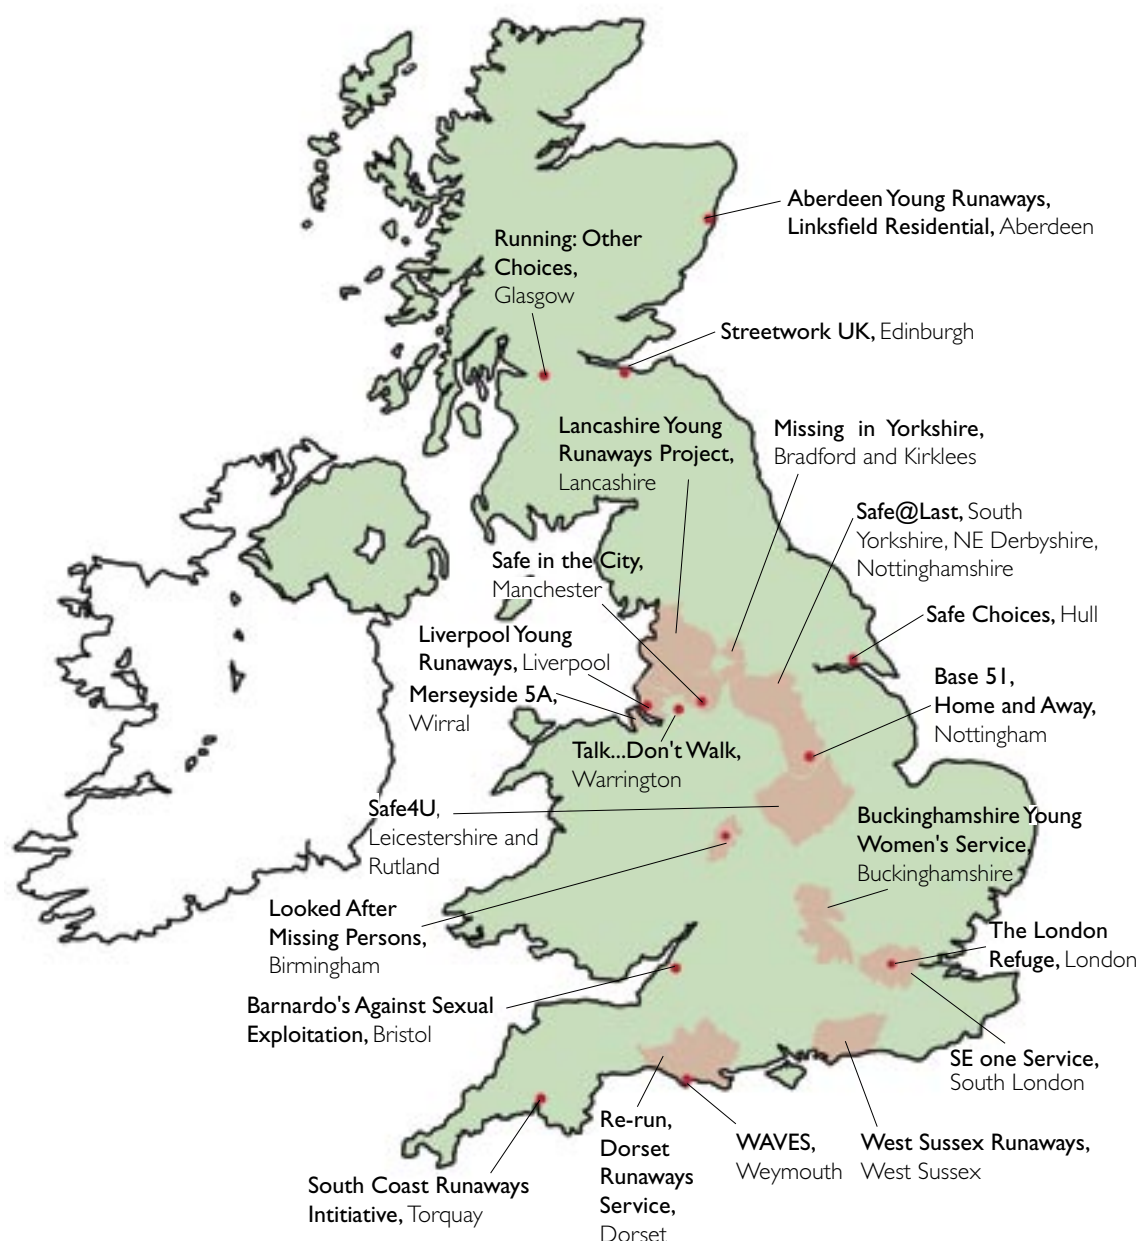 Aberdeen Young Runaways,
Linksfield Residential, Aberdeen
Running: Other
Choices,
Glasgow
Streetwork UK, Edinburgh
Lancashire Young
Runaways Project,
Lancashire
Missing in Yorkshire,
Bradford and Kirklees
Safe@Last, South
Yorkshire, NE Derbyshire,
Nottinghamshire
Safe in the City,
Manchester
Safe Choices, Hull
Liverpool Young
Runaways, Liverpool
Merseyside 5A,
Wirral
Base 51,
Home and Away,
Nottingham
Talk...Don't Walk,
Warrington
Safe4U,
Leicestershire and
Rutland
Buckinghamshire Young
Women's Service,
Buckinghamshire
Looked After
Missing Persons,
Birmingham
The London
Refuge, London
Barnardo's Against Sexual
Exploitation, Bristol
SE one Service,
South London
Re-run,
Dorset
Runaways
Service,
Dorset
WAVES,
Weymouth
West Sussex Runaways,
West Sussex
South Coast Runaways
Intitiative, Torquay